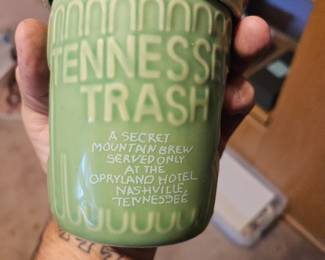 TENNESSEE
TRASH
A SECRET
MOUNTAIN BREW
SERVED ONLY
AT THE
OPRYLAND HOTEL
NASHVILLE,
TENNESSEE